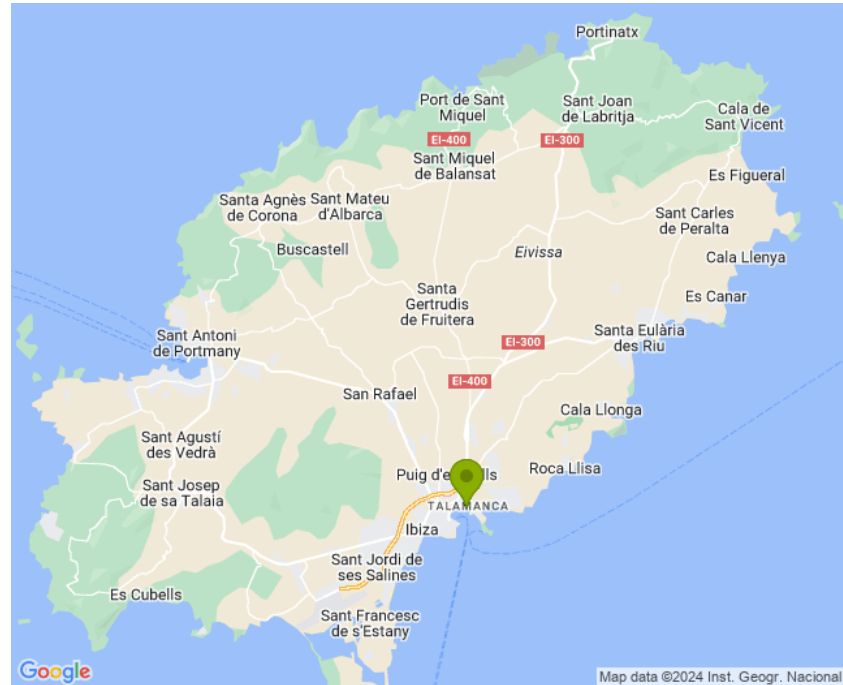 Portinatx
Port de Sant
Miquel
Sant Joan
de Labritja
Cala de
Sant Vicent
EI-400
EI-300
Sant Miquel
de Balansat
Es Figueral
Santa Agnès
de Corona
Sant Mateu
d'Albarca
Sant Carles
de Peralta
Buscastell
Eivissa
Cala Llenya
Santa
Gertrudis
de Fruitera
Es Canar
Sant Antoni
de Portmany
Santa Eulària
des Riu
EI-300
EI-400
San Rafael
Cala Llonga
Sant Agustí
des Vedrà
Roca Llisa
Puig d'e lls
Sant Josep
de sa Talaia
TALAMANCA
Ibiza
Sant Jordi de
ses Salines
Es Cubells
Sant Francesc
de s'Estany
Google
Map data ©2024 Inst. Geogr. Nacional